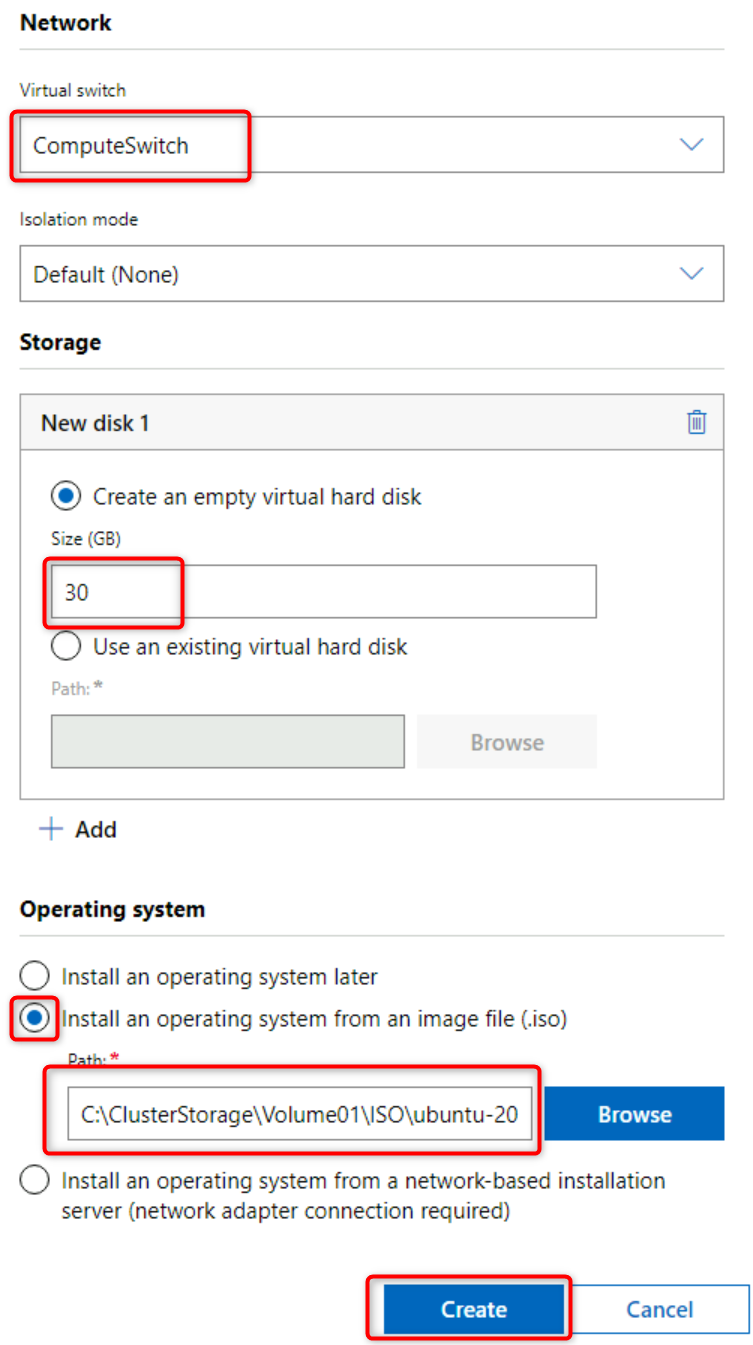 Network
Virtual switch
ComputeSwitch
Isolation mode
Default (None)
Storage
New disk 1
Create an empty virtual hard disk
Size (GB)
30
Use an existing virtual hard disk
Path: *
Browse
Add
Operating system
Install an operating system later
Install an operating system from an image file (.iso)
Path: *
C:\ClusterStorage\Volume01\ISO\ubuntu-20
Browse
Install an operating system from a network-based installation
server (network adapter connection required)
Create
Cancel